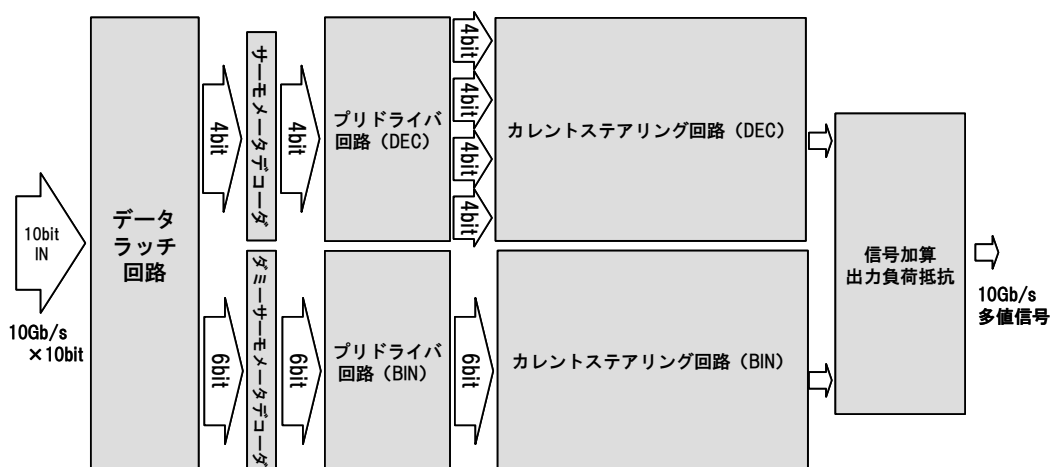 10bit
IN
10Gb/s
×10bit
データ
ラッチ
回路
4bit
サーモメータデコーダ
4bit
プリドライバ
回路（DEC）
4bit
4bit
4bit
4bit
カレントステアリング回路（DEC）
6bit
ダミーサーモメータデコーダ
6bit
プリドライバ
回路（BIN）
6bit
カレントステアリング回路（BIN）
信号加算
出力負荷抵抗
10Gb/s
多値信号